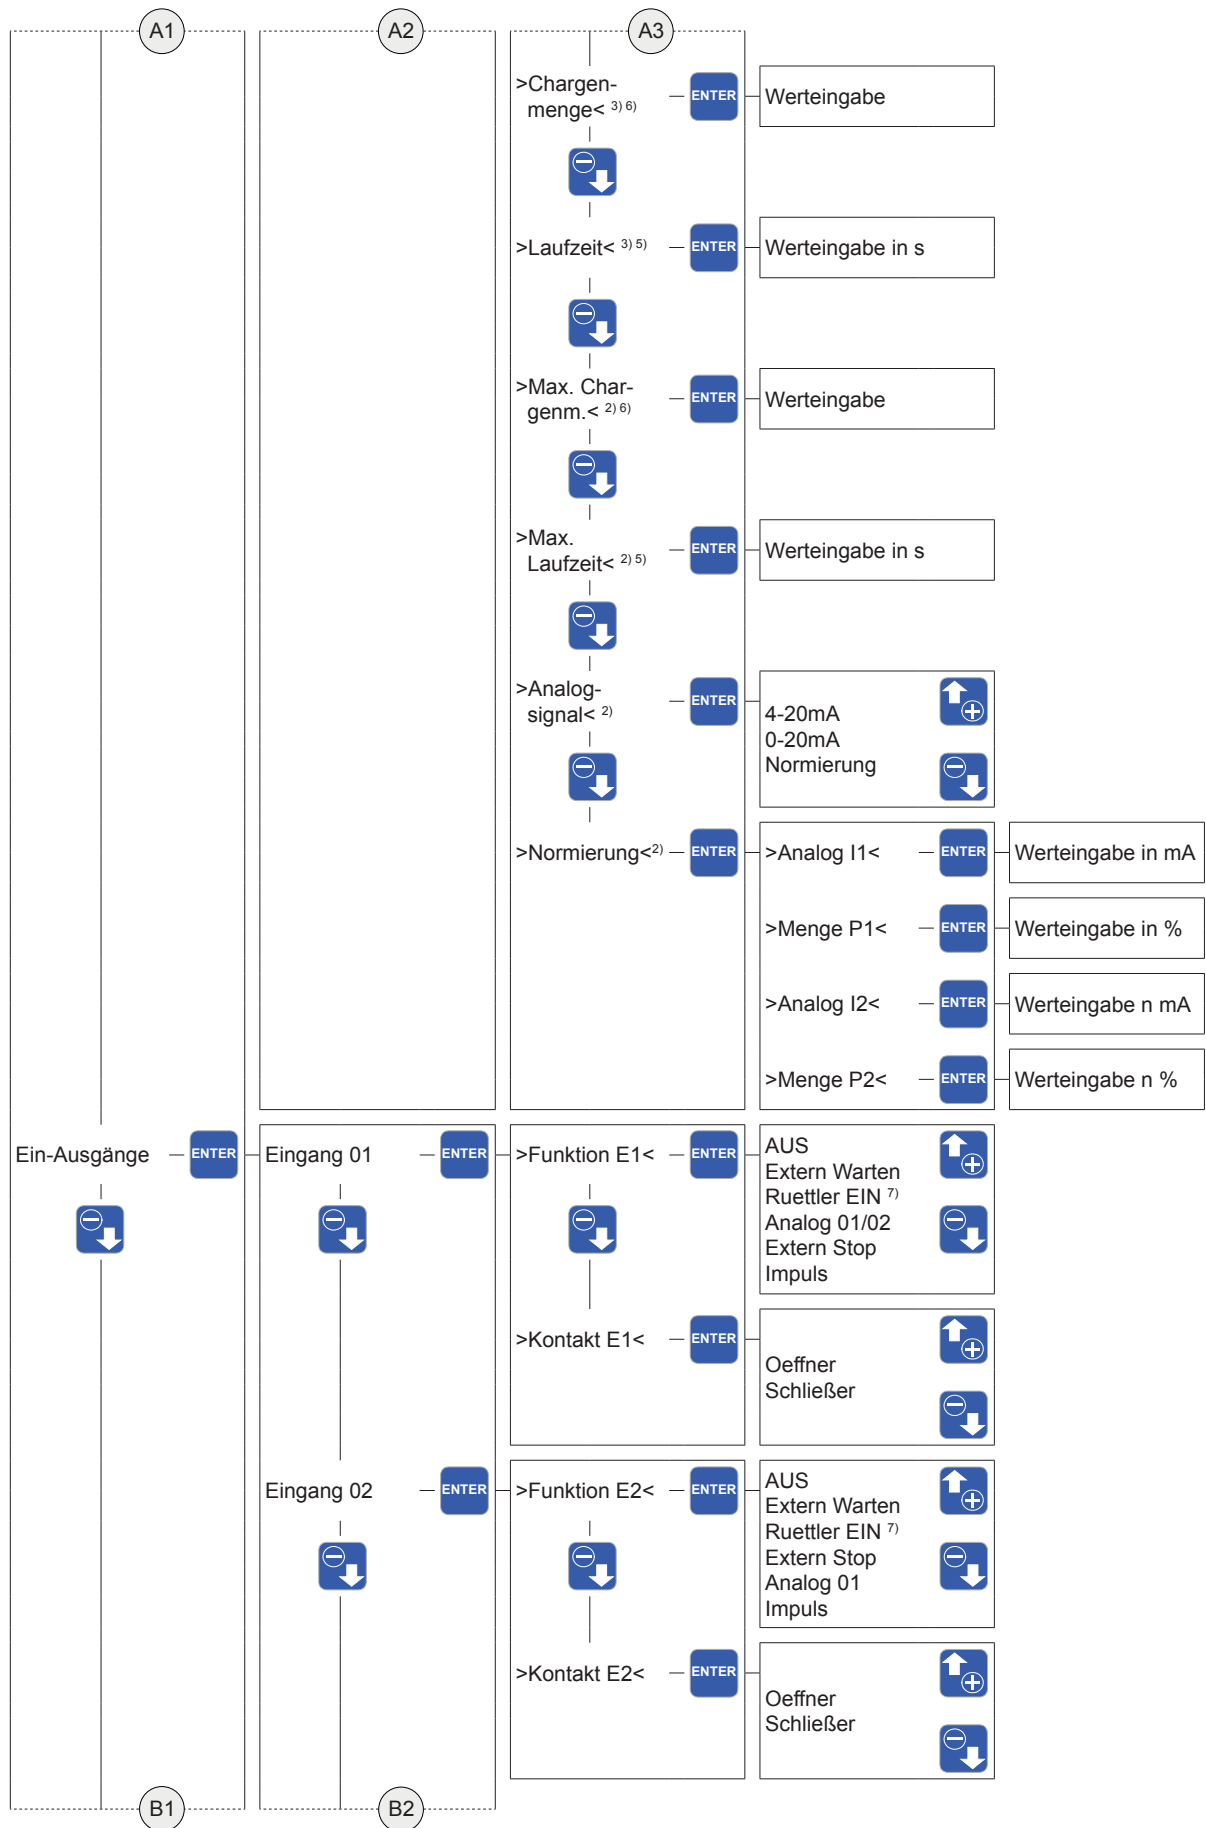 A1
A2
A3
>Chargen-
menge< 3) 6)
ENTER
Werteingabe
>Laufzeit< 3) 5)
ENTER
Werteingabe in s
>Max. Char-
genm.< 2) 6)
ENTER
Werteingabe
>Max.
Laufzeit< 2) 5)
ENTER
Werteingabe in s
>Analog-
signal< 2)
ENTER
4-20mA
0-20mA
Normierung
>Normierung<2)
ENTER
>Analog I1<
ENTER
Werteingabe in mA
>Menge P1<
ENTER
Werteingabe in %
>Analog I2<
ENTER
Werteingabe n mA
>Menge P2<
ENTER
Werteingabe n %
Ein-Ausgänge
ENTER
Eingang 01
ENTER
>Funktion E1<
ENTER
AUS
Extern Warten
Ruettler EIN 7)
Analog 01/02
Extern Stop
Impuls
>Kontakt E1<
ENTER
Oeffner
Schließer
Eingang 02
ENTER
>Funktion E2<
ENTER
AUS
Extern Warten
Ruettler EIN 7)
Extern Stop
Analog 01
Impuls
>Kontakt E2<
ENTER
Oeffner
Schließer
B1
B2